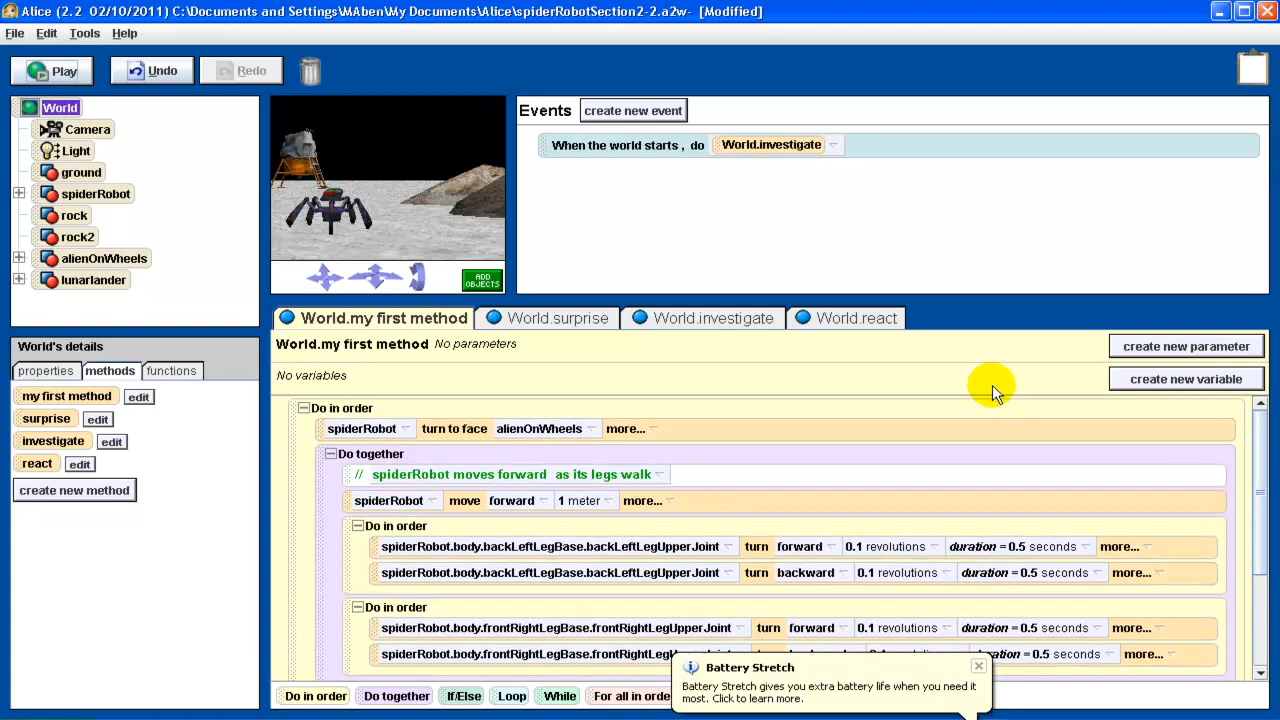 Alice (2.2 02/10/2011) C:\Documents and Settings\MAben\My Documents\Alice\spiderRobotSection2-2.a2w- [Modified]
File Edit Tools Help
Play Undo Redo
World
Camera
Light
ground
spiderRobot
rock
rock2
alienOnWheels
lunarlander
ADD OBJECTS
Events create new event
When the world starts , do World.investigate
World's details
properties methods functions
my first method edit
surprise edit
investigate edit
react edit
create new method
World.my first method World.surprise World.investigate World.react
World.my first method No parameters create new parameter
No variables create new variable
Do in order
spiderRobot turn to face alienOnWheels more...
Do together
// spiderRobot moves forward as its legs walk
spiderRobot move forward 1 meter more...
Do in order
spiderRobot.body.backLeftLegBase.backLeftLegUpperJoint turn forward 0.1 revolutions duration = 0.5 seconds more...
spiderRobot.body.backLeftLegBase.backLeftLegUpperJoint turn backward 0.1 revolutions duration = 0.5 seconds more...
Do in order
spiderRobot.body.frontRightLegBase.frontRightLegUpperJoint turn forward 0.1 revolutions duration = 0.5 seconds more...
spiderRobot.body.frontRightLegBase.frontRightLeg = 0.5 seconds more...
Do in order Do together If/Else Loop While For all in orde
Battery Stretch
Battery Stretch gives you extra battery life when you need it
most. Click to learn more.